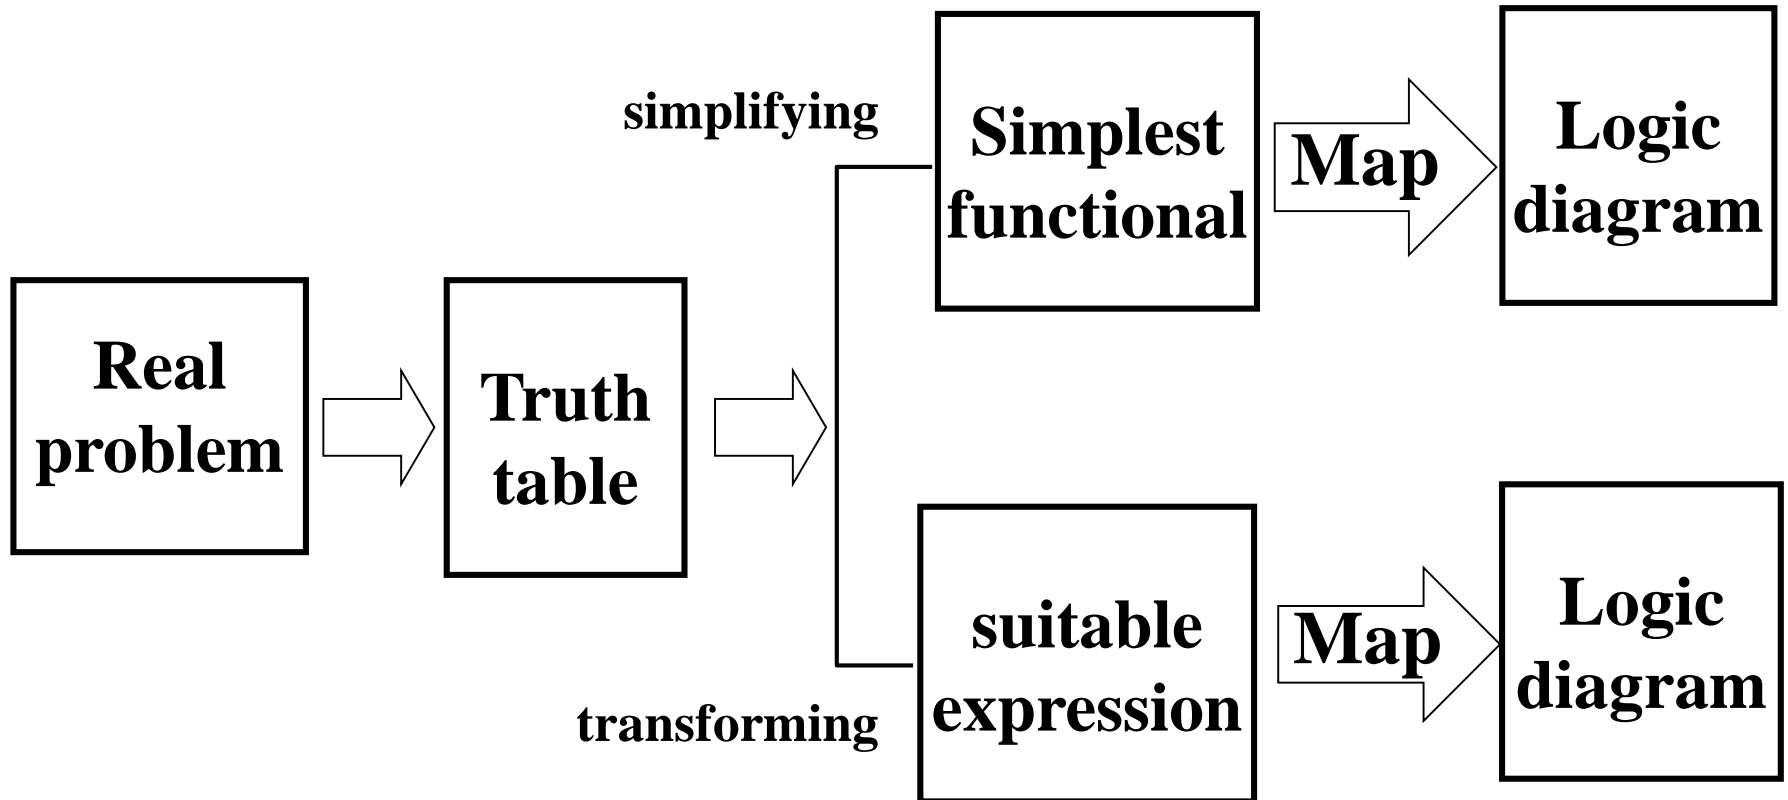 Real
problem
Truth
table
simplifying
Simplest
functional
Map
Logic
diagram
transforming
suitable
expression
Map
Logic
diagram